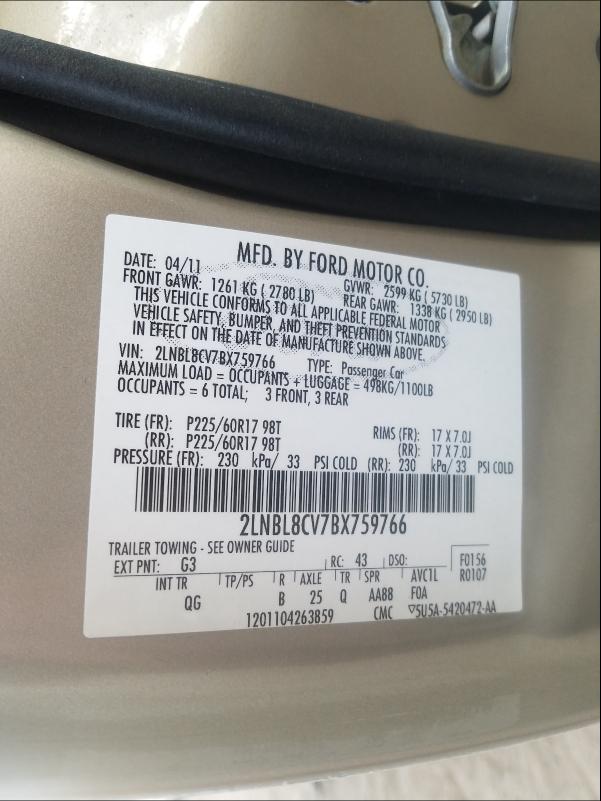 MFD. BY FORD MOTOR CO.
DATE: 04/11 GVWR: 2599 KG ( 5730 LB)
FRONT GAWR: 1261 KG ( 2780 LB) REAR GAWR: 1338 KG ( 2950 LB)
THIS VEHICLE CONFORMS TO ALL APPLICABLE FEDERAL MOTOR
VEHICLE SAFETY, BUMPER, AND THEFT PREVENTION STANDARDS
IN EFFECT ON THE DATE OF MANUFACTURE SHOWN ABOVE.
VIN: 2LNBL8CV7BX759766 TYPE: Passenger Car
MAXIMUM LOAD = OCCUPANTS + LUGGAGE = 498KG/1100LB
OCCUPANTS = 6 TOTAL; 3 FRONT, 3 REAR
TIRE (FR): P225/60R17 98T RIMS (FR): 17 X 7.0J
(RR): P225/60R17 98T (RR): 17 X 7.0J
PRESSURE (FR): 230 kPa/ 33 PSI COLD (RR): 230 kPa/ 33 PSI COLD
2LNBL8CV7BX759766
TRAILER TOWING - SEE OWNER GUIDE
EXT PNT: G3 RC: 43 DSO: F0156
INT TR TP/PS R AXLE TR SPR AVC1L R0107
QG B 25 Q AA88 FOA
1201104263859 CMC ▽5U5A-5420472-AA